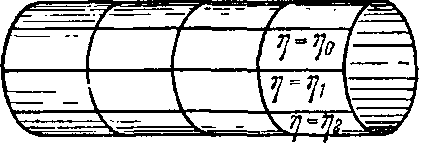 η = η₀
η = η₁
η = η₂